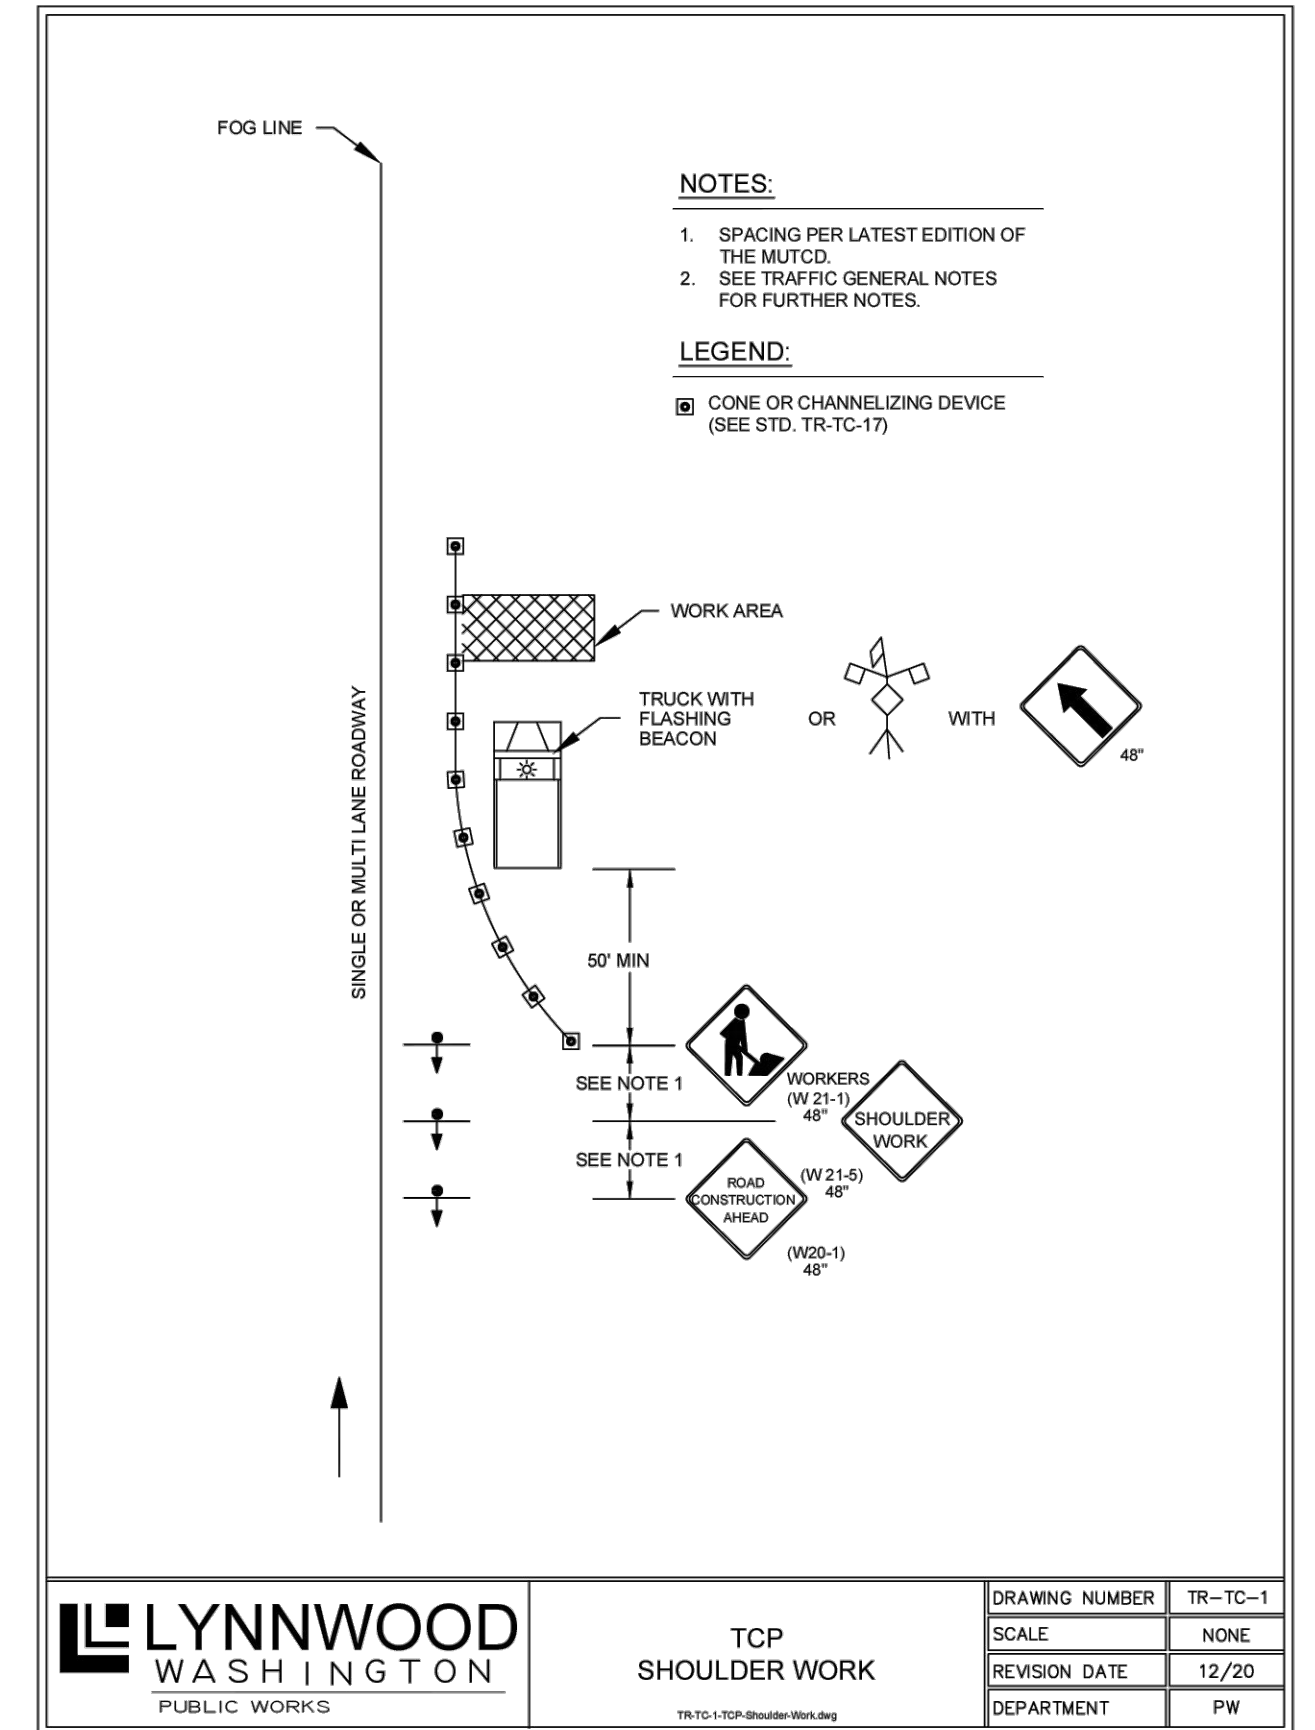 FOG LINE
NOTES:
1. SPACING PER LATEST EDITION OF
THE MUTCD.
2. SEE TRAFFIC GENERAL NOTES
FOR FURTHER NOTES.
LEGEND:
CONE OR CHANNELIZING DEVICE
(SEE STD. TR-TC-17)
WORK AREA
TRUCK WITH
FLASHING
BEACON
OR
WITH
48"
SINGLE OR MULTI LANE ROADWAY
50' MIN
SEE NOTE 1
WORKERS
(W 21-1)
48"
SHOULDER
WORK
SEE NOTE 1
(W 21-5)
48"
ROAD
CONSTRUCTION
AHEAD
(W20-1)
48"
LYNNWOOD
WASHINGTON
PUBLIC WORKS
TCP
SHOULDER WORK
TR-TC-1-TCP-Shoulder-Work.dwg
DRAWING NUMBER TR-TC-1
SCALE NONE
REVISION DATE 12/20
DEPARTMENT PW